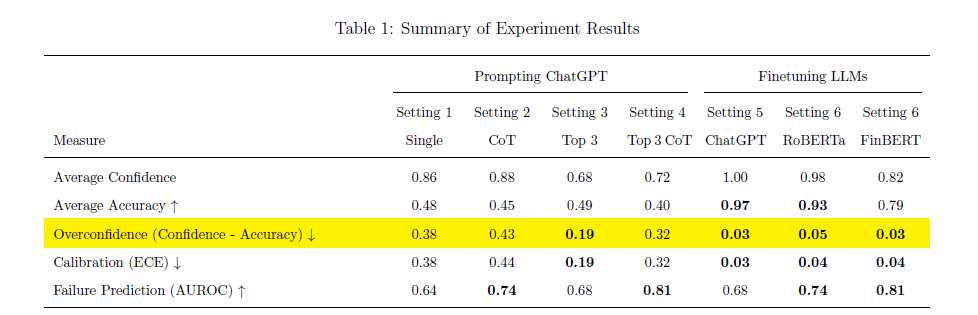 Table 1: Summary of Experiment Results
Prompting ChatGPT Finetuning LLMs
Setting 1 Setting 2 Setting 3 Setting 4 Setting 5 Setting 6 Setting 6
Measure Single CoT Top 3 Top 3 CoT ChatGPT RoBERTa FinBERT
Average Confidence 0.86 0.88 0.68 0.72 1.00 0.98 0.82
Average Accuracy ↑ 0.48 0.45 0.49 0.40 0.97 0.93 0.79
Overconfidence (Confidence - Accuracy) ↓ 0.38 0.43 0.19 0.32 0.03 0.05 0.03
Calibration (ECE) ↓ 0.38 0.44 0.19 0.32 0.03 0.04 0.04
Failure Prediction (AUROC) ↑ 0.64 0.74 0.68 0.81 0.68 0.74 0.81